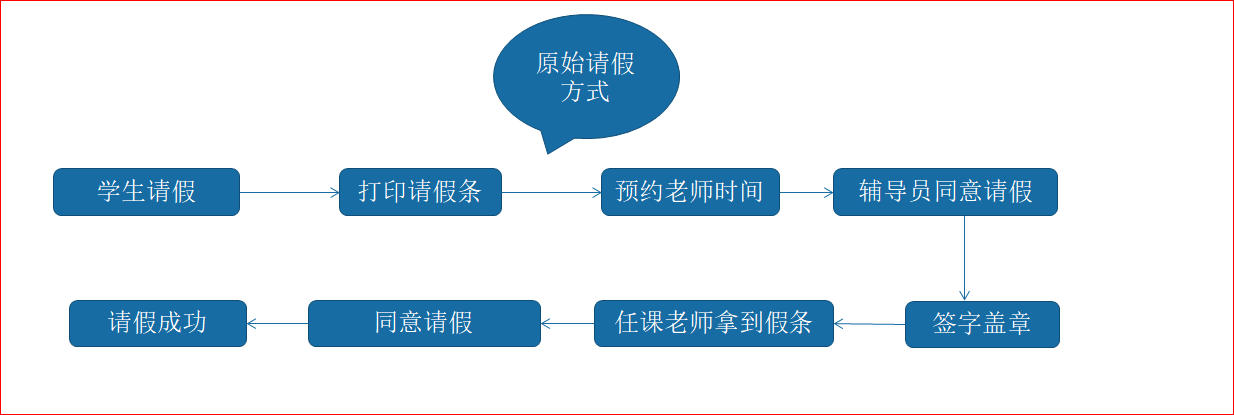 原始请假
方式
学生请假
打印请假条
预约老师时间
辅导员同意请假
请假成功
同意请假
任课老师拿到假条
签字盖章